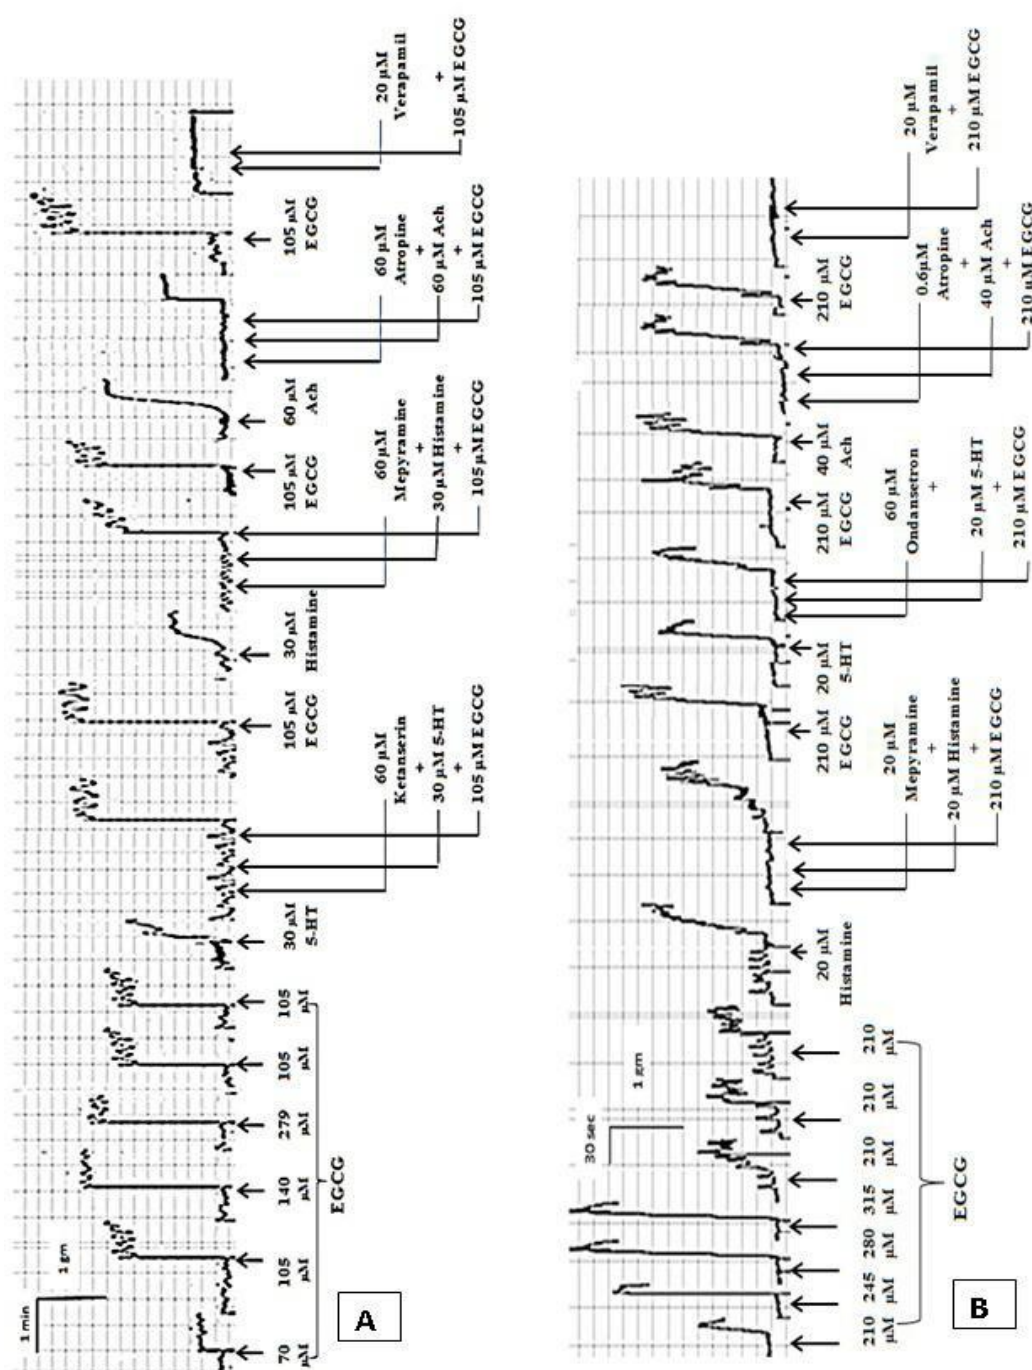 1 min
1 gm
70
µM
105
µM
140
µM
279
µM
105
µM
105
µM
EGCG
30 µM
5-HT
60 µM
Ketanserin
+
30 µM 5-HT
+
105 µM EGCG
105 µM
EGCG
30 µM
Histamine
60 µM
Mepyramine
+
30 µM Histamine
+
105 µM EGCG
105 µM
EGCG
60 µM
Ach
60 µM
Atropine
+
60 µM Ach
+
105 µM EGCG
105 µM
EGCG
20 µM
Verapamil
+
105 µM EGCG
A
30 sec
1 gm
210
µM
245
µM
280
µM
315
µM
210
µM
210
µM
210
µM
EGCG
20 µM
Histamine
20 µM
Mepyramine
+
20 µM Histamine
+
210 µM EGCG
210 µM
EGCG
20 µM
5-HT
60 µM
Ondansetron
+
20 µM 5-HT
+
210 µM EGCG
210 µM
EGCG
40 µM
Ach
0.6µM
Atropine
+
40 µM Ach
+
210 µM EGCG
210 µM
EGCG
20 µM
Verapamil
+
210 µM EGCG
B